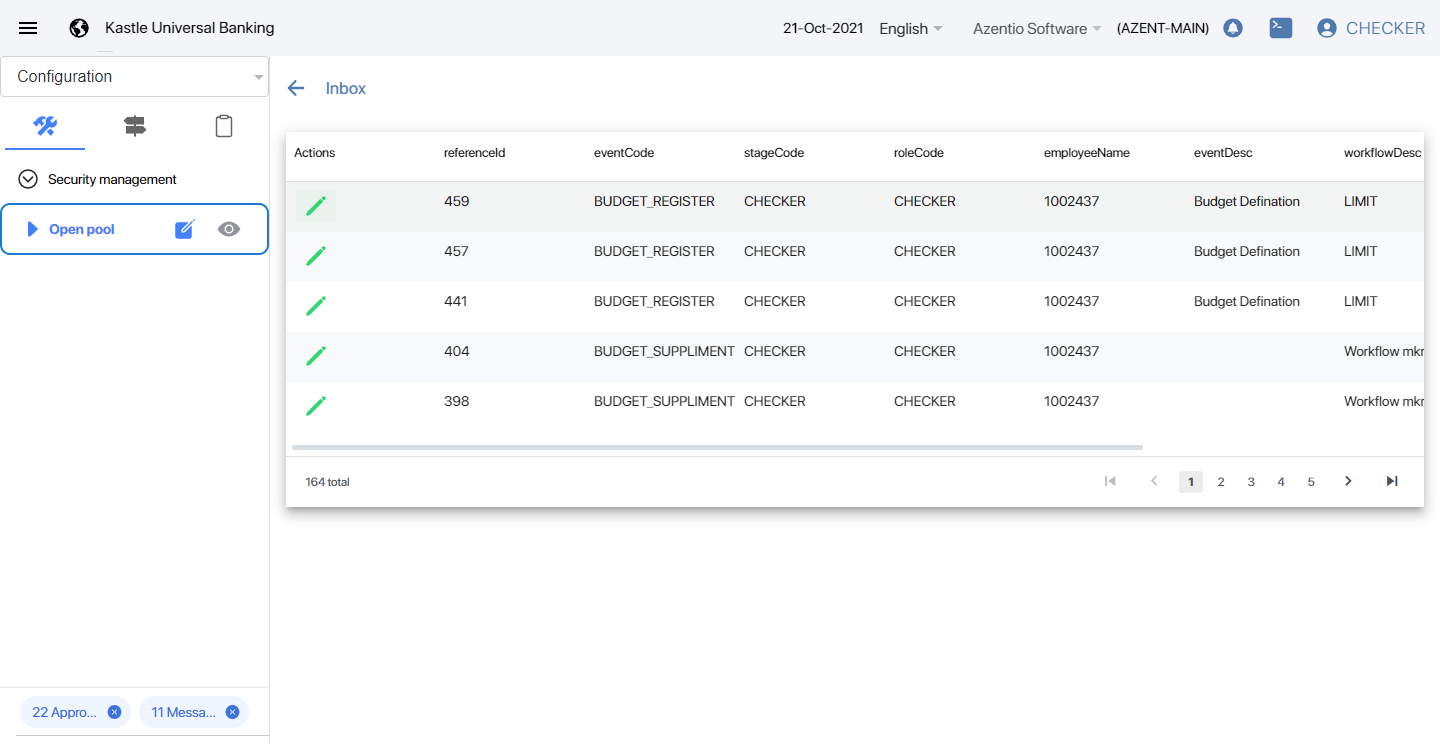 Kastle Universal Banking 21-Oct-2021 English Azentio Software (AZENT-MAIN) CHECKER
Configuration
Security management
Open pool
22 Appro... 11 Messa...
Inbox
Actions referenceId eventCode stageCode roleCode employeeName eventDesc workflowDesc
459 BUDGET_REGISTER CHECKER CHECKER 1002437 Budget Defination LIMIT
457 BUDGET_REGISTER CHECKER CHECKER 1002437 Budget Defination LIMIT
441 BUDGET_REGISTER CHECKER CHECKER 1002437 Budget Defination LIMIT
404 BUDGET_SUPPLIMENT CHECKER CHECKER 1002437 Workflow mkr
398 BUDGET_SUPPLIMENT CHECKER CHECKER 1002437 Workflow mkr
164 total 1 2 3 4 5